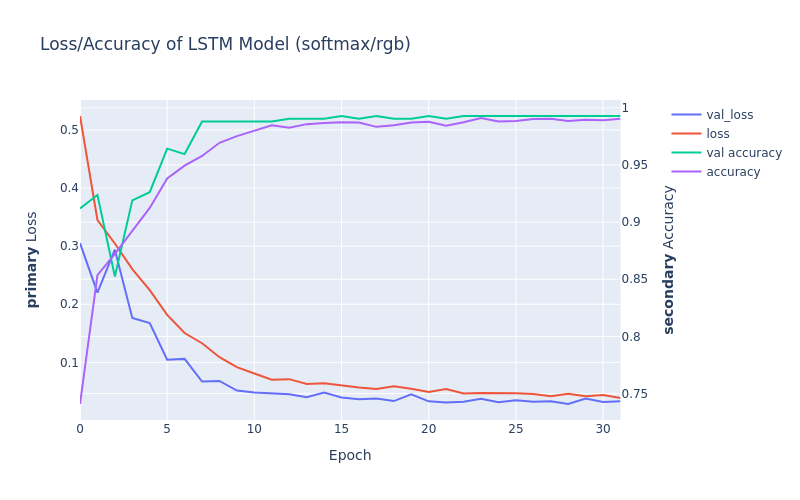 Loss/Accuracy of LSTM Model (softmax/rgb)
val_loss
loss
val accuracy
accuracy
primary Loss
0.5
0.4
0.3
0.2
0.1
1
0.95
0.9
0.85
0.8
0.75
secondary Accuracy
0 5 10 15 20 25 30
Epoch